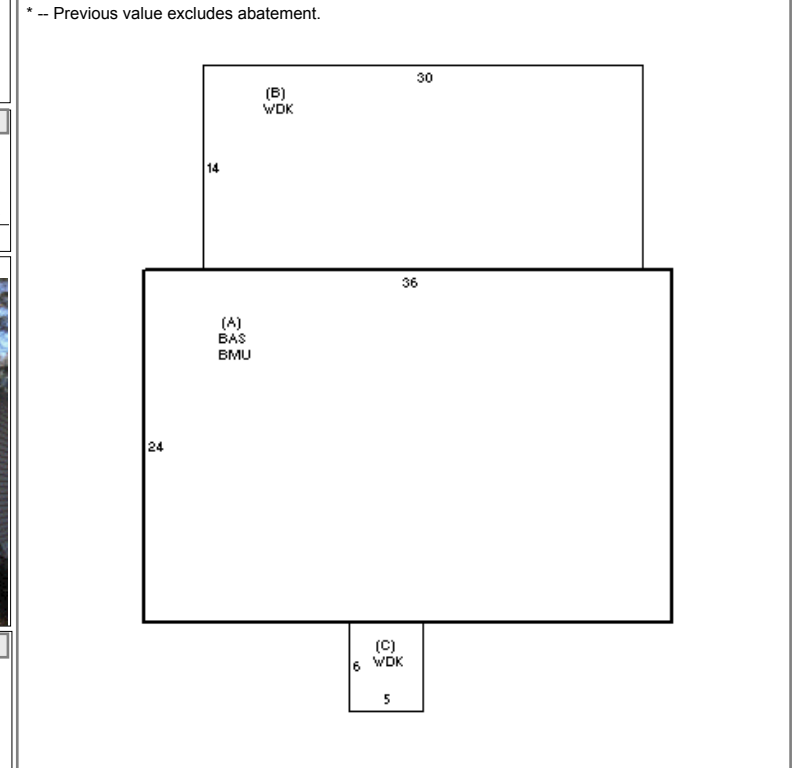 * -- Previous value excludes abatement.
30
(B)
WDK
14
36
(A)
BAS
BMU
24
(C)
6 WDK
5